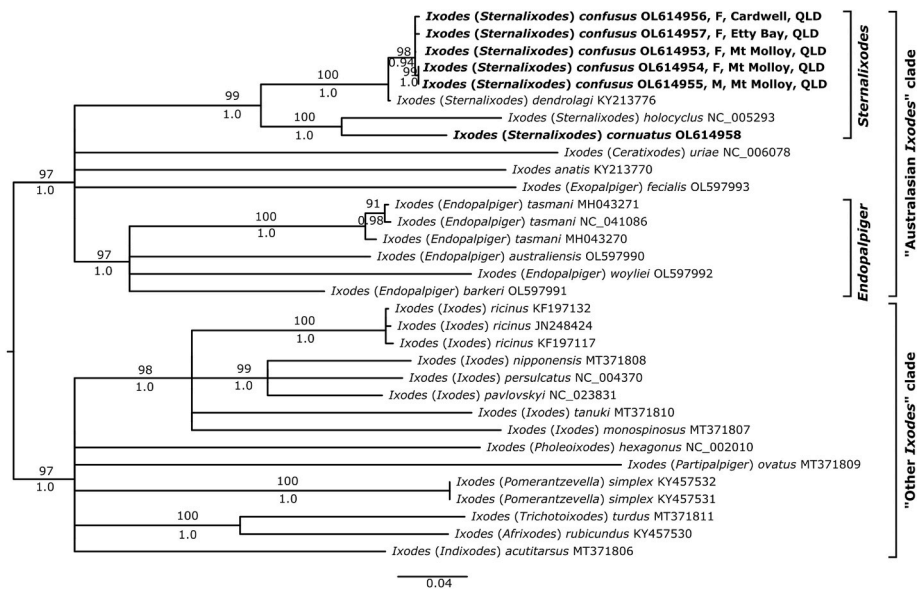 Ixodes (Sternalixodes) confusus OL614956, F, Cardwell, QLD
Ixodes (Sternalixodes) confusus OL614957, F, Etty Bay, QLD
98
Ixodes (Sternalixodes) confusus OL614953, F, Mt Molloy, QLD
0.94
Ixodes (Sternalixodes) confusus OL614954, F, Mt Molloy, QLD
99
1.0
Ixodes (Sternalixodes) confusus OL614955, M, Mt Molloy, QLD
100
1.0
Ixodes (Sternalixodes) dendrolagi KY213776
99
1.0
Ixodes (Sternalixodes) holocyclus NC_005293
100
1.0
Ixodes (Sternalixodes) cornuatus OL614958
Sternalixodes
Ixodes (Ceratixodes) uriae NC_006078
Ixodes anatis KY213770
97
1.0
Ixodes (Exopalpiger) fecialis OL597993
Ixodes (Endopalpiger) tasmani MH043271
91
0.98
Ixodes (Endopalpiger) tasmani NC_041086
100
1.0
Ixodes (Endopalpiger) tasmani MH043270
97
1.0
Ixodes (Endopalpiger) australiensis OL597990
Ixodes (Endopalpiger) woyliei OL597992
Ixodes (Endopalpiger) barkeri OL597991
Endopalpiger
"Australasian Ixodes" clade
Ixodes (Ixodes) ricinus KF197132
100
1.0
Ixodes (Ixodes) ricinus JN248424
Ixodes (Ixodes) ricinus KF197117
Ixodes (Ixodes) nipponensis MT371808
98
1.0
99
1.0
Ixodes (Ixodes) persulcatus NC_004370
Ixodes (Ixodes) pavlovskyi NC_023831
Ixodes (Ixodes) tanuki MT371810
Ixodes (Ixodes) monospinosus MT371807
Ixodes (Pholeoixodes) hexagonus NC_002010
97
1.0
Ixodes (Partipalpiger) ovatus MT371809
Ixodes (Pomerantzevella) simplex KY457532
100
1.0
Ixodes (Pomerantzevella) simplex KY457531
Ixodes (Trichotoixodes) turdus MT371811
100
1.0
Ixodes (Afrixodes) rubicundus KY457530
Ixodes (Indixodes) acutitarsus MT371806
"Other Ixodes" clade
0.04